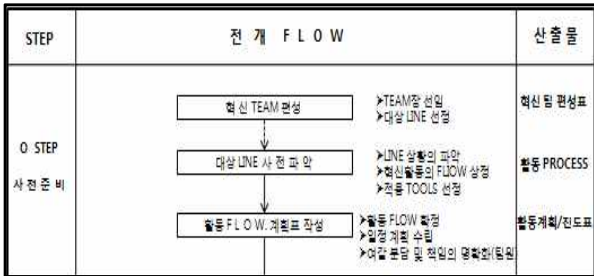 STEP
전 개 F L O W
산 출 물
혁 신 TEAM 편성
➤TEAM장 선임
➤대상 LINE 선정
혁신 팀 편성표
O STEP
사 전 준 비
대상 LINE 사 전 파 악
➤LINE 상황의 파악
➤혁신활동의 FLIOW 상정
➤적용 TOOLS 선정
활동 PROCESS
활동 F L O W. 계획표 작성
➤활동 FLOW 확정
➤일정 계획 수립
➤여갈 분담 및 책임의 명확화(팀원)
활동계획/진도표